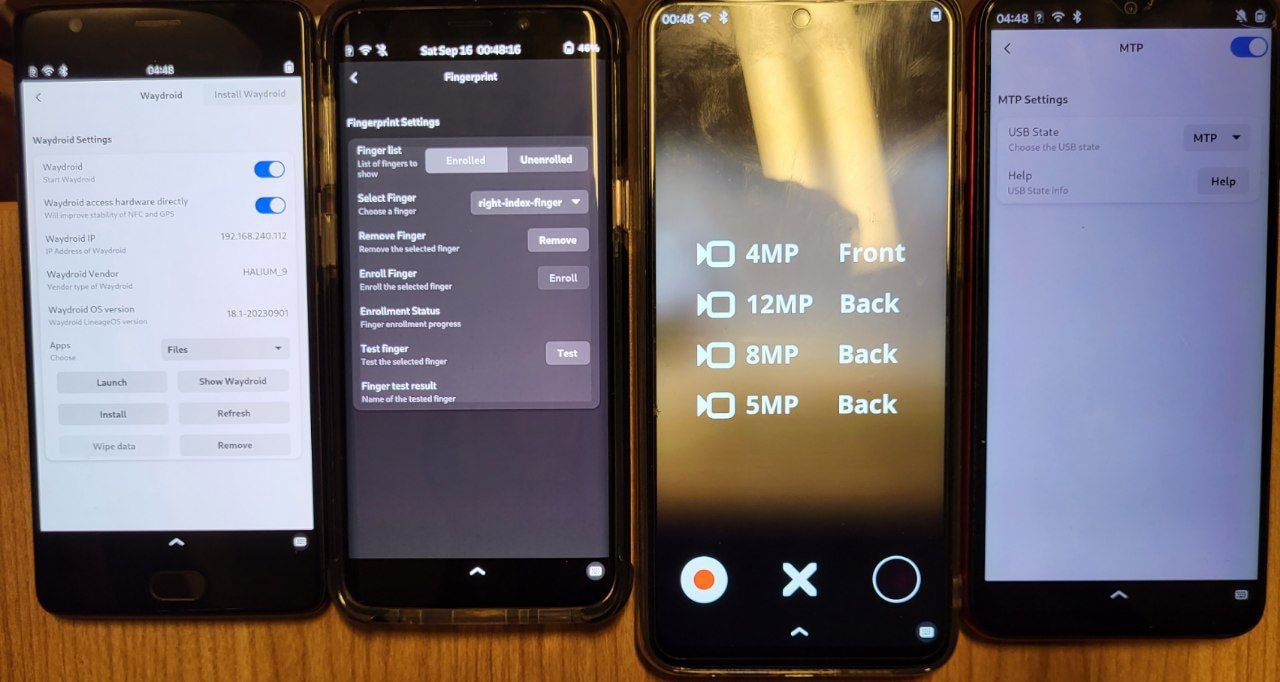 04:48
Waydroid
Install Waydroid
Waydroid Settings
Waydroid
Start Waydroid
Waydroid access hardware directly
Will improve stability of NFC and GPS
Waydroid IP
192.168.240.112
IP Address of Waydroid
Waydroid Vendor
HALIUM_9
Vendor type of Waydroid
Waydroid OS version
18.1-20230901
Waydroid LineageOS version
Apps
Files
Choose
Launch
Show Waydroid
Install
Refresh
Wipe data
Remove
Sat Sep 16 00:48:16
46%
Fingerprint
Fingerprint Settings
Finger list
List of fingers to
show
Enrolled
Unenrolled
Select Finger
Choose a finger
right-index-finger
Remove Finger
Remove the selected finger
Remove
Enroll Finger
Enroll the selected finger
Enroll
Enrollment Status
Finger enrollment progress
Test finger
Test the selected finger
Test
Finger test result
Name of the tested finger
00:48
4MP Front
12MP Back
8MP Back
5MP Back
04:48
MTP
MTP Settings
USB State
Choose the USB state
MTP
Help
USB State info
Help